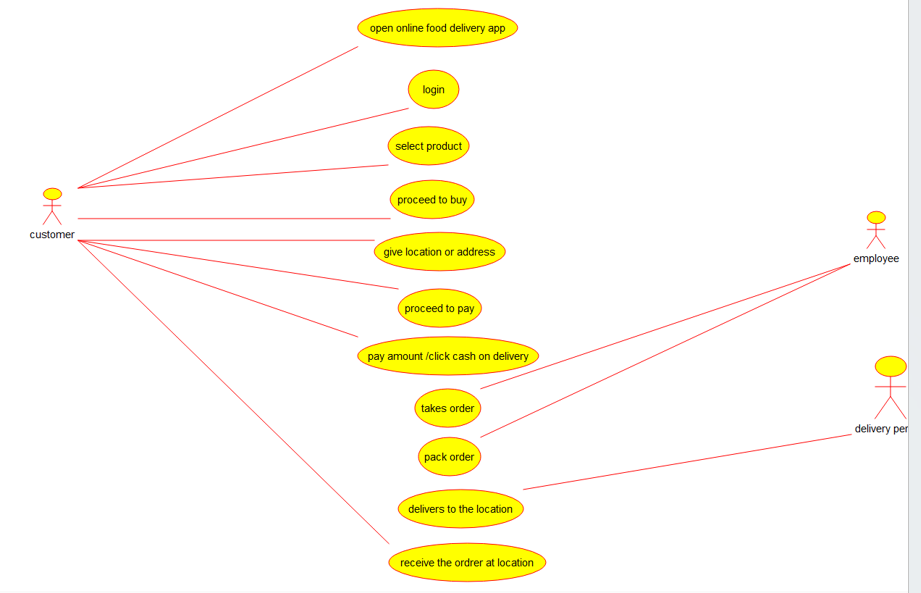 open online food delivery app
login
select product
proceed to buy
customer
give location or address
employee
proceed to pay
pay amount /click cash on delivery
takes order
delivery per
pack order
delivers to the location
receive the ordrer at location